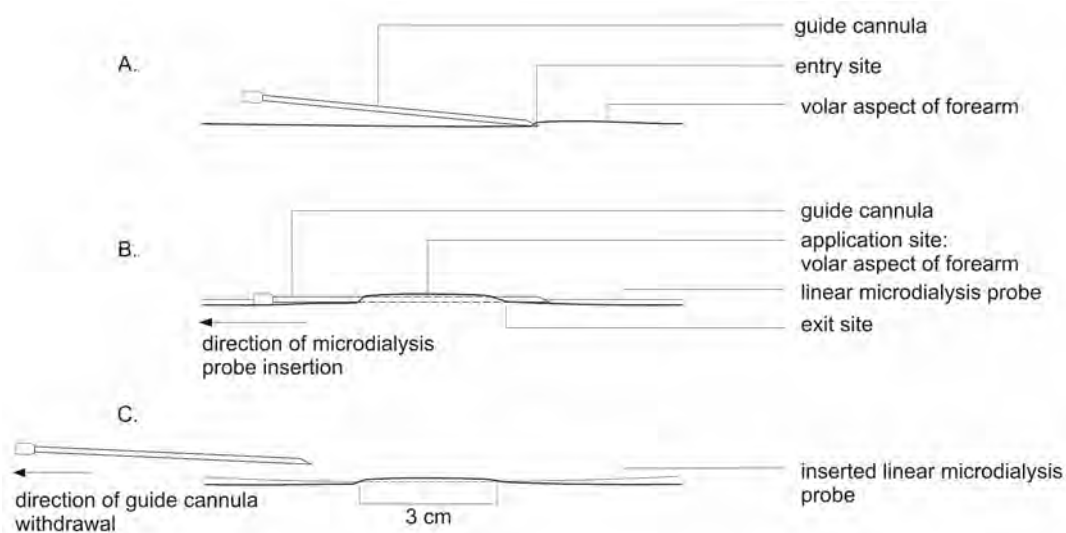 A.
guide cannula
entry site
volar aspect of forearm
B.
guide cannula
application site:
volar aspect of forearm
linear microdialysis probe
exit site
direction of microdialysis
probe insertion
C.
inserted linear microdialysis
probe
direction of guide cannula
withdrawal
3 cm